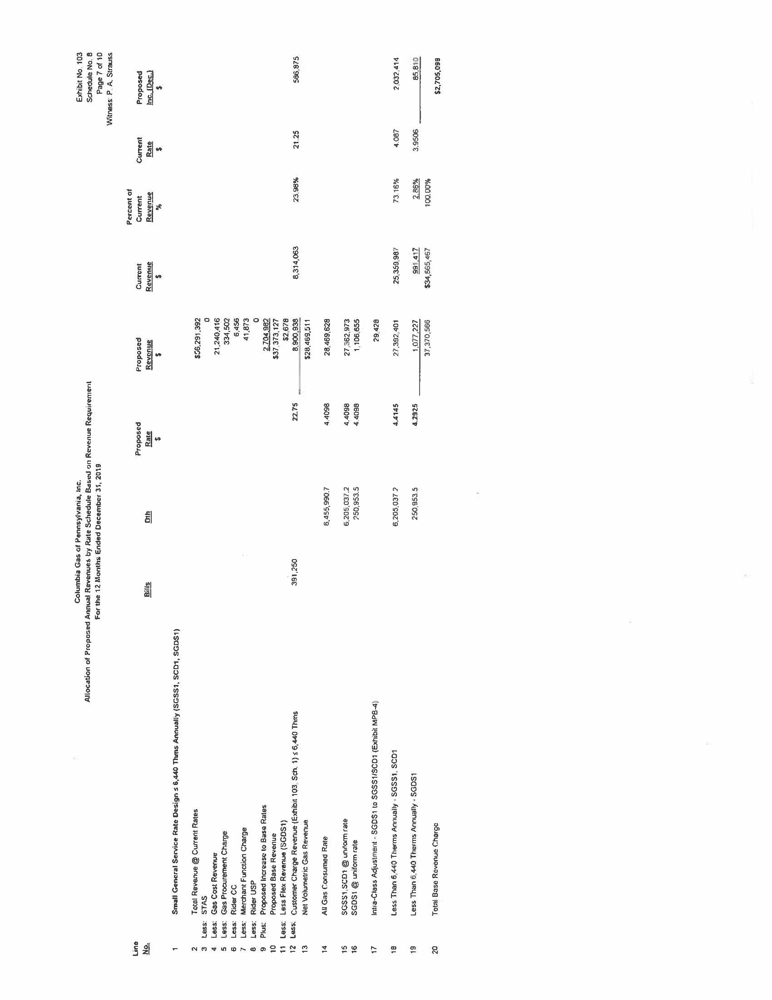 Exhibit No. 103
Schedule No. 8
Page 7 of 10
Witness: P. A. Strauss
Columbia Gas of Pennsylvania, Inc.
Allocation of Proposed Annual Revenues by Rate Schedule Based on Revenue Requirement
For the 12 Months Ended December 31, 2019
Percent of
Line Proposed Proposed Current Current Current Proposed
No. Bills Dth Rate Revenue Revenue Revenue Rate Inc. (Dec.)
$ $ $ % $ $
1 Small General Service Rate Design ≤ 6,440 Thms Annually (SGSS1, SCD1, SGDS1)
2 Total Revenue @ Current Rates $56,291,392
3 Less: STAS 0
4 Less: Gas Cost Revenue 21,240,416
5 Less: Gas Procurement Charge 334,502
6 Less: Rider CC 6,456
7 Less: Merchant Function Charge 41,873
8 Less: Rider USP 0
9 Plus: Proposed Increase to Base Rates 2,704,982
10 Proposed Base Revenue $37,373,127
11 Less: Less Flex Revenue (SGDS1) $2,678
12 Less: Customer Charge Revenue (Exhibit 103, Sch. 1) ≤ 6,440 Thms 391,250 22.75 8,900,938 8,314,063 23.98% 21.25 586,875
13 Net Volumetric Gas Revenue $28,469,511
14 All Gas Consumed Rate 6,455,990.7 4.4098 28,469,628
15 SGSS1,SCD1 @ uniform rate 6,205,037.2 4.4098 27,362,973
16 SGDS1 @ uniform rate 250,953.5 4.4098 1,106,655
17 Intra-Class Adjustment - SGDS1 to SGSS1/SCD1 (Exhibit MPB-4) 29,428
18 Less Than 6,440 Therms Annually - SGSS1, SCD1 6,205,037.2 4.4145 27,392,401 25,359,987 73.16% 4.087 2,032,414
19 Less Than 6,440 Therms Annually - SGDS1 250,953.5 4.2925 1,077,227 991,417 2.86% 3.9506 85,810
37,370,566 $34,665,467 100.00%
20 Total Base Revenue Charge $2,705,099